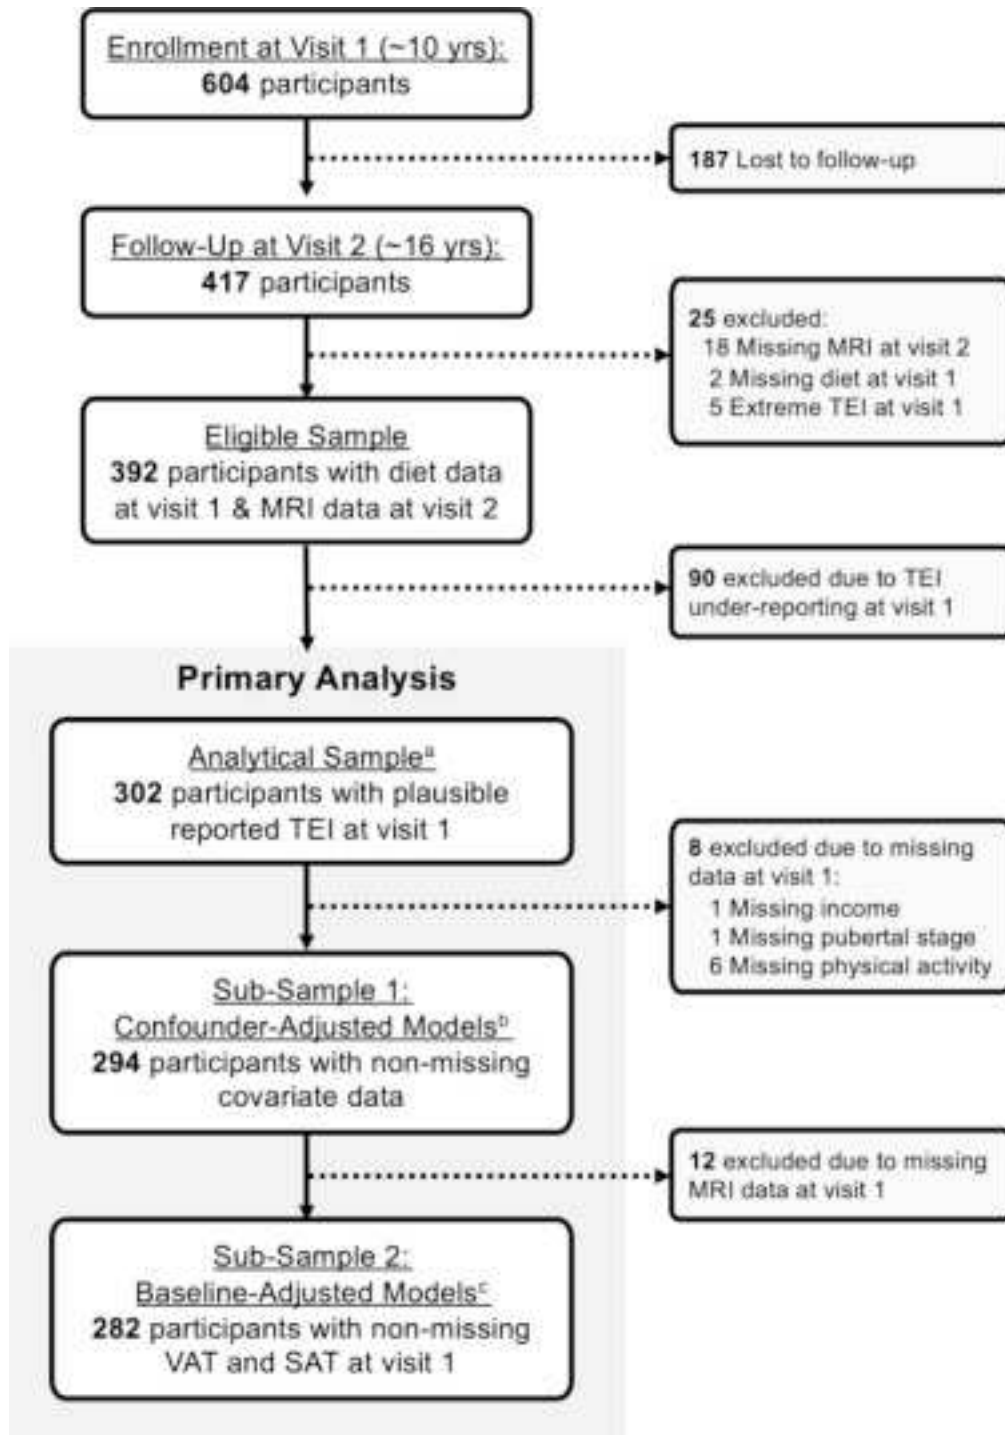 Enrollment at Visit 1 (~10 yrs):
604 participants
187 Lost to follow-up
Follow-Up at Visit 2 (~16 yrs):
417 participants
25 excluded:
18 Missing MRI at visit 2
2 Missing diet at visit 1
5 Extreme TEI at visit 1
Eligible Sample
392 participants with diet data
at visit 1 & MRI data at visit 2
90 excluded due to TEI
under-reporting at visit 1
Primary Analysis
Analytical Sampleᵃ
302 participants with plausible
reported TEI at visit 1
8 excluded due to missing
data at visit 1:
1 Missing income
1 Missing pubertal stage
6 Missing physical activity
Sub-Sample 1:
Confounder-Adjusted Modelsᵇ
294 participants with non-missing
covariate data
12 excluded due to missing
MRI data at visit 1
Sub-Sample 2:
Baseline-Adjusted Modelsᶜ
282 participants with non-missing
VAT and SAT at visit 1